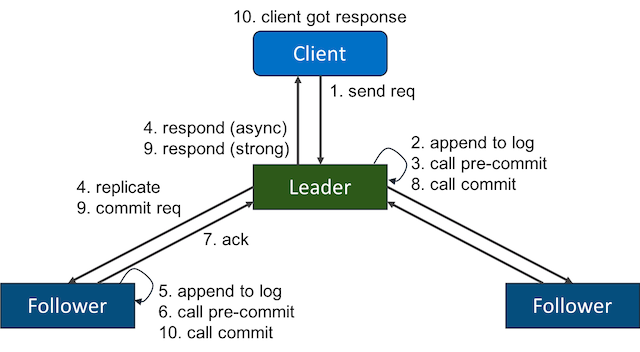 10. client got response
Client
1. send req
4. respond (async)
9. respond (strong)
2. append to log
3. call pre-commit
8. call commit
Leader
4. replicate
9. commit req
7. ack
Follower
5. append to log
6. call pre-commit
10. call commit
Follower